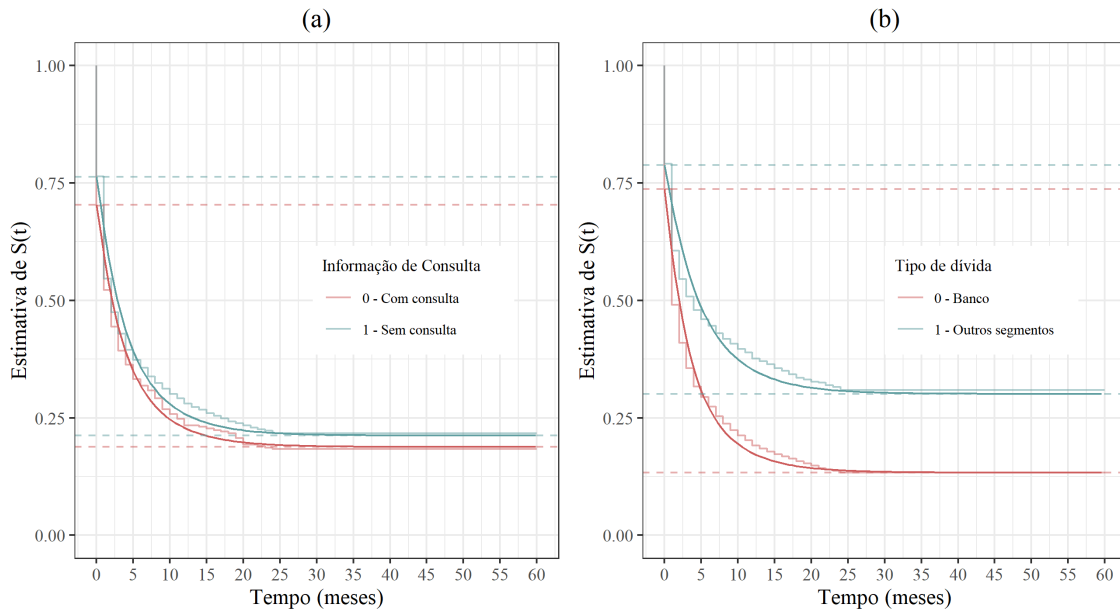 (a)
Estimativa de S(t)
1.00
0.75
0.50
0.25
0.00
Informação de Consulta
0 - Com consulta
1 - Sem consulta
0 5 10 15 20 25 30 35 40 45 50 55 60
Tempo (meses)
(b)
Estimativa de S(t)
1.00
0.75
0.50
0.25
0.00
Tipo de dívida
0 - Banco
1 - Outros segmentos
0 5 10 15 20 25 30 35 40 45 50 55 60
Tempo (meses)